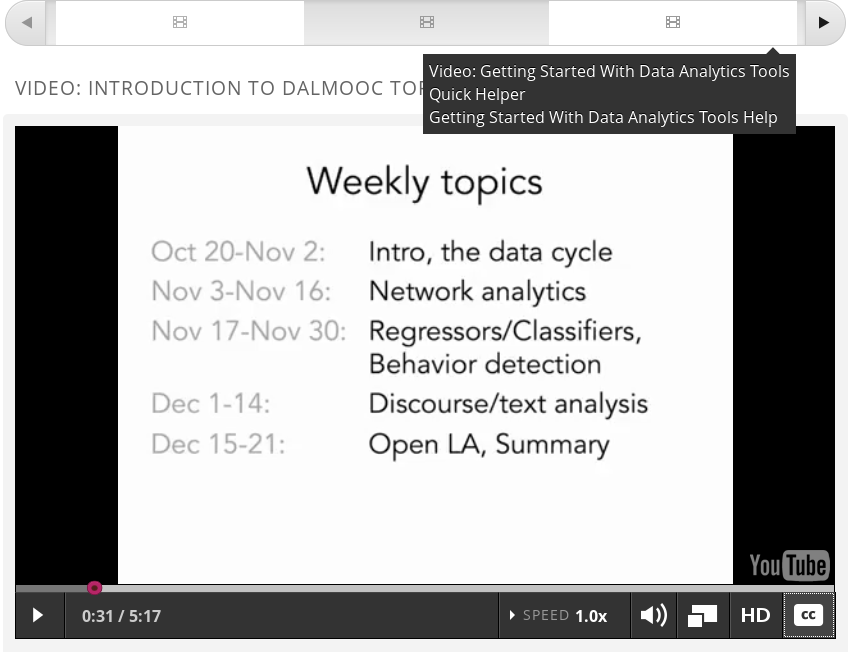 Video: Getting Started With Data Analytics Tools
Quick Helper
Getting Started With Data Analytics Tools Help
VIDEO: INTRODUCTION TO DALMOOC
Weekly topics
Oct 20-Nov 2: Intro, the data cycle
Nov 3-Nov 16: Network analytics
Nov 17-Nov 30: Regressors/Classifiers,
Behavior detection
Dec 1-14: Discourse/text analysis
Dec 15-21: Open LA, Summary
YouTube
0:31 / 5:17 SPEED 1.0x HD cc